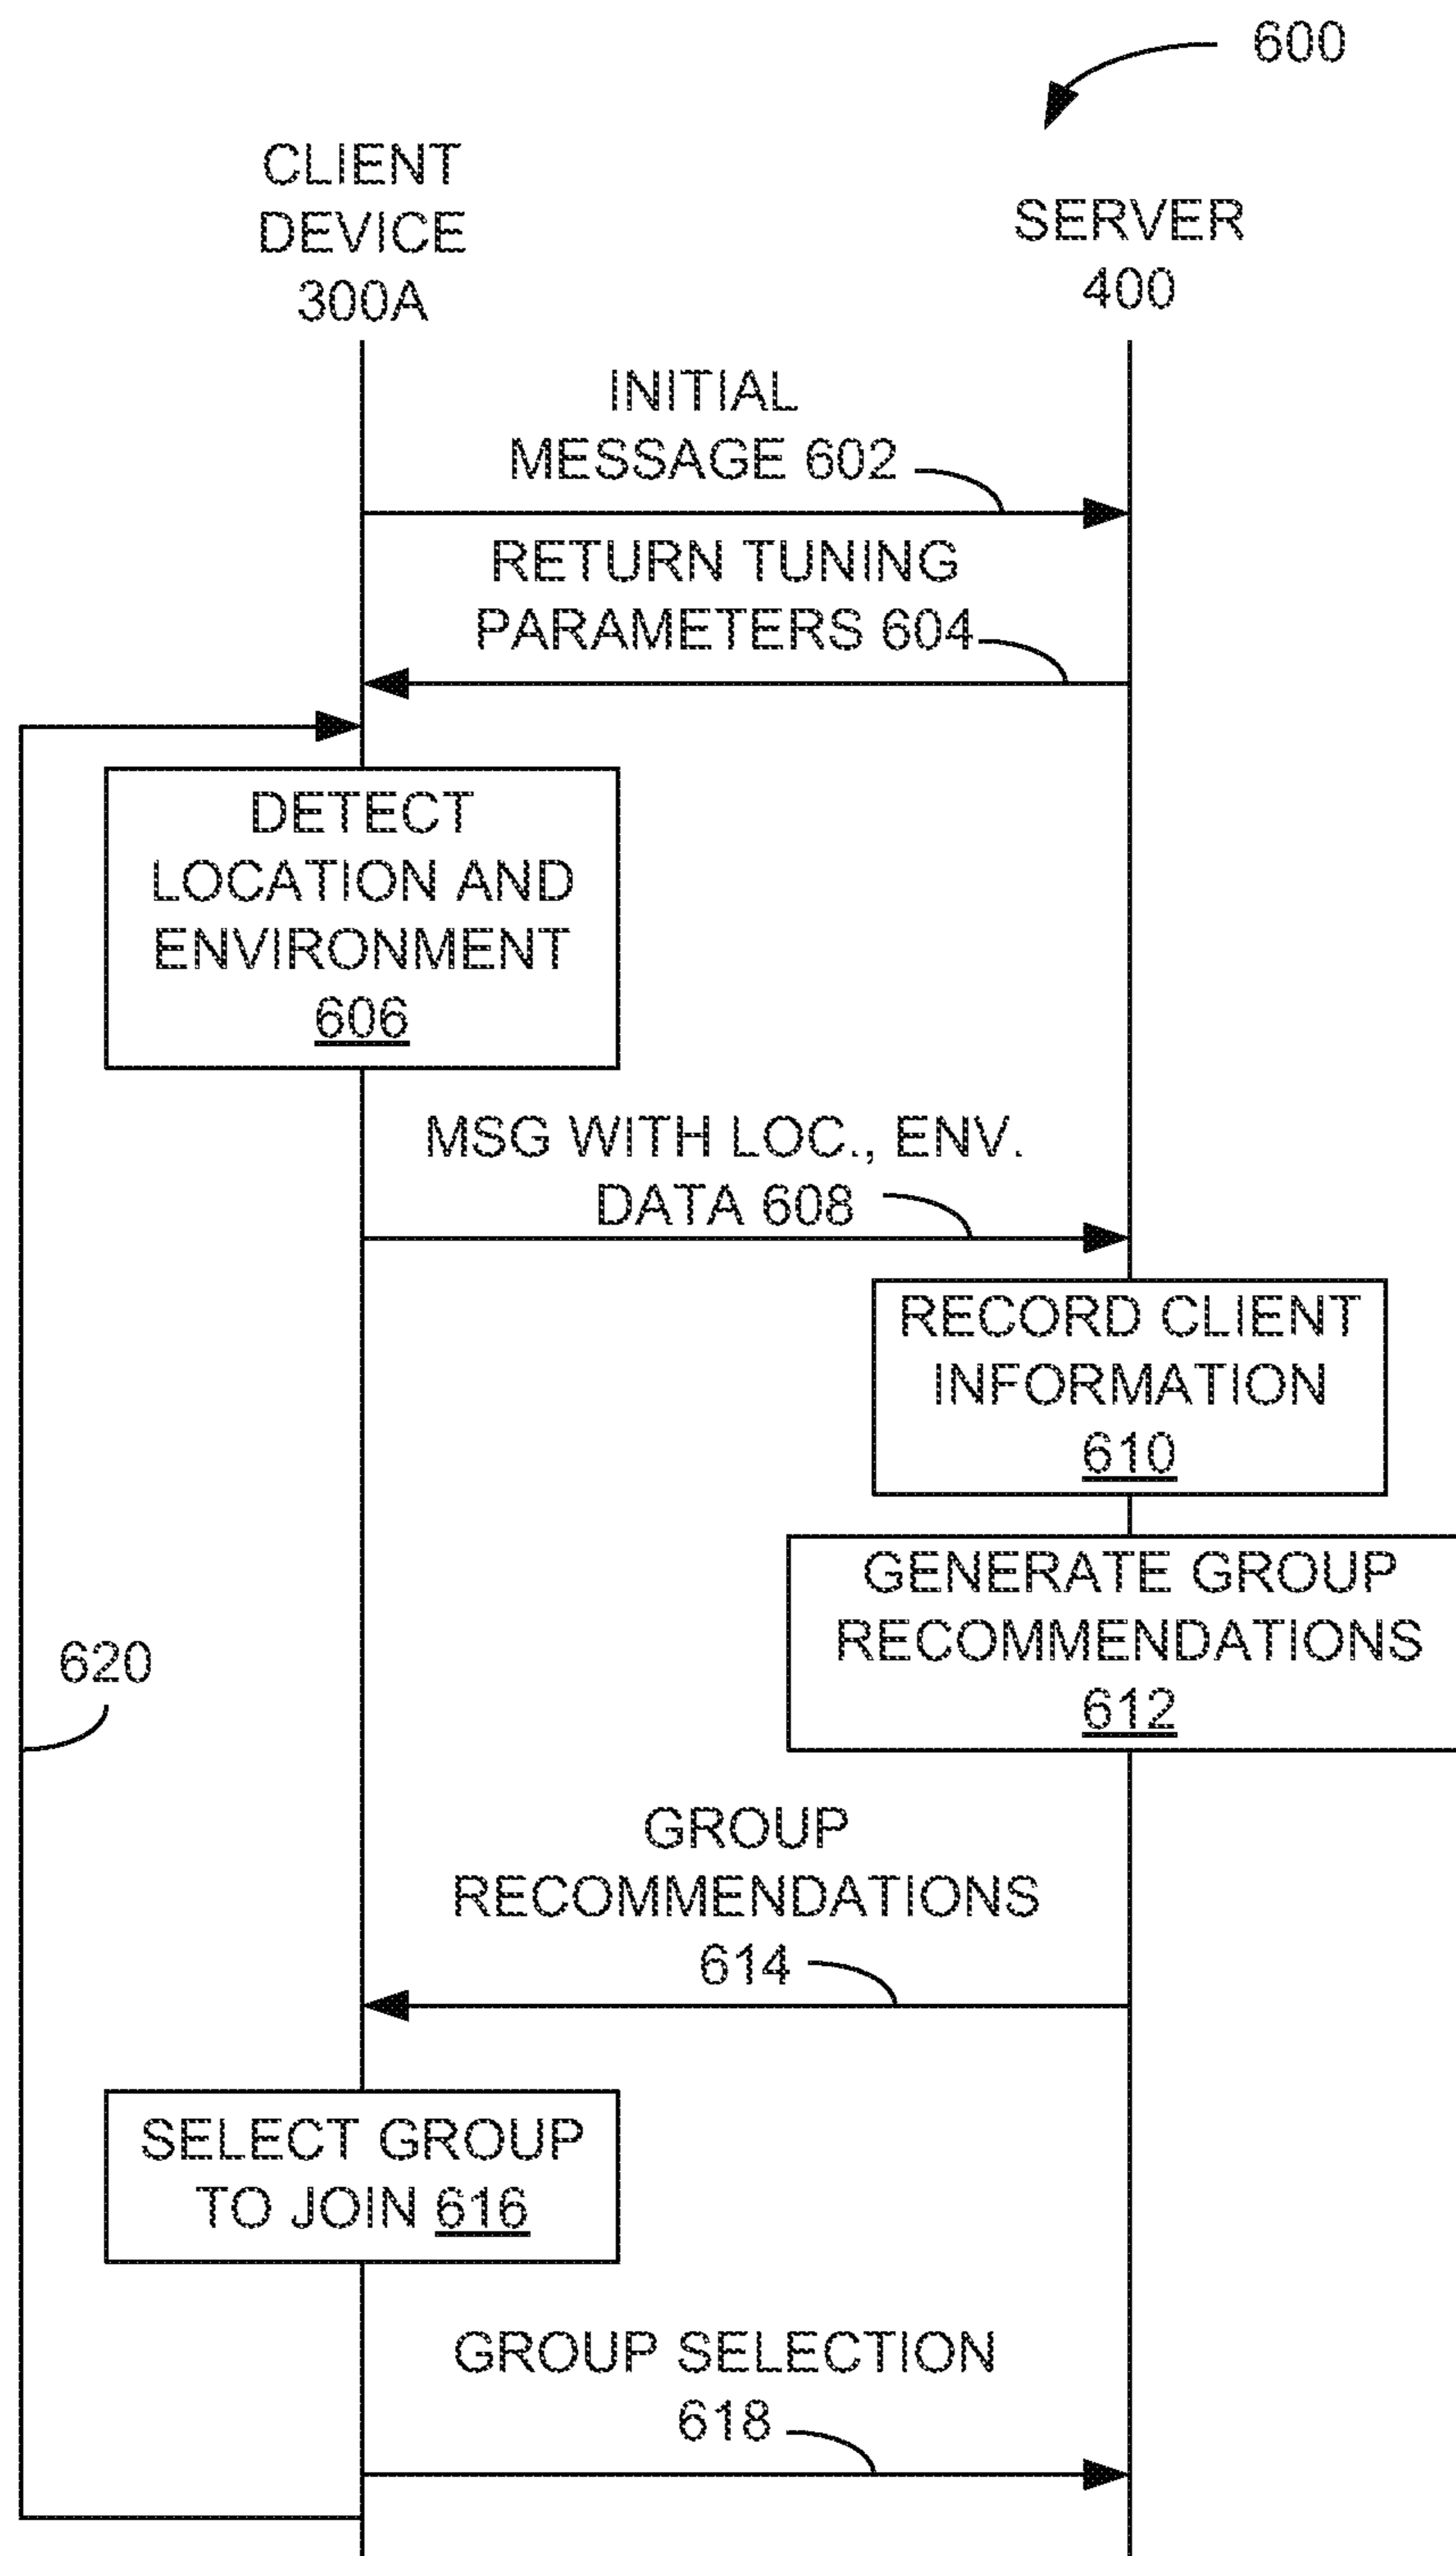 600
CLIENT
DEVICE
300A
SERVER
400
INITIAL
MESSAGE 602
RETURN TUNING
PARAMETERS 604
DETECT
LOCATION AND
ENVIRONMENT
606
MSG WITH LOC., ENV.
DATA 608
RECORD CLIENT
INFORMATION
610
GENERATE GROUP
RECOMMENDATIONS
612
620
GROUP
RECOMMENDATIONS
614
SELECT GROUP
TO JOIN 616
GROUP SELECTION
618